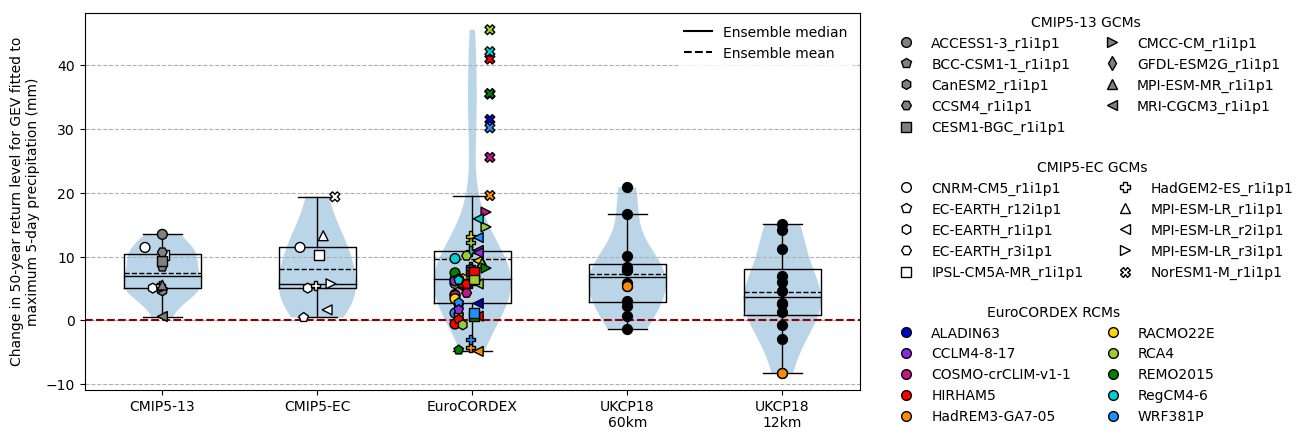 Change in 50-year return level for GEV fitted to
maximum 5-day precipitation (mm)
40
30
20
10
0
−10
Ensemble median
Ensemble mean
CMIP5-13
CMIP5-EC
EuroCORDEX
UKCP18
60km
UKCP18
12km
CMIP5-13 GCMs
ACCESS1-3_r1i1p1
BCC-CSM1-1_r1i1p1
CanESM2_r1i1p1
CCSM4_r1i1p1
CESM1-BGC_r1i1p1
CMCC-CM_r1i1p1
GFDL-ESM2G_r1i1p1
MPI-ESM-MR_r1i1p1
MRI-CGCM3_r1i1p1
CMIP5-EC GCMs
CNRM-CM5_r1i1p1
EC-EARTH_r12i1p1
EC-EARTH_r1i1p1
EC-EARTH_r3i1p1
IPSL-CM5A-MR_r1i1p1
HadGEM2-ES_r1i1p1
MPI-ESM-LR_r1i1p1
MPI-ESM-LR_r2i1p1
MPI-ESM-LR_r3i1p1
NorESM1-M_r1i1p1
EuroCORDEX RCMs
ALADIN63
CCLM4-8-17
COSMO-crCLIM-v1-1
HIRHAM5
HadREM3-GA7-05
RACMO22E
RCA4
REMO2015
RegCM4-6
WRF381P